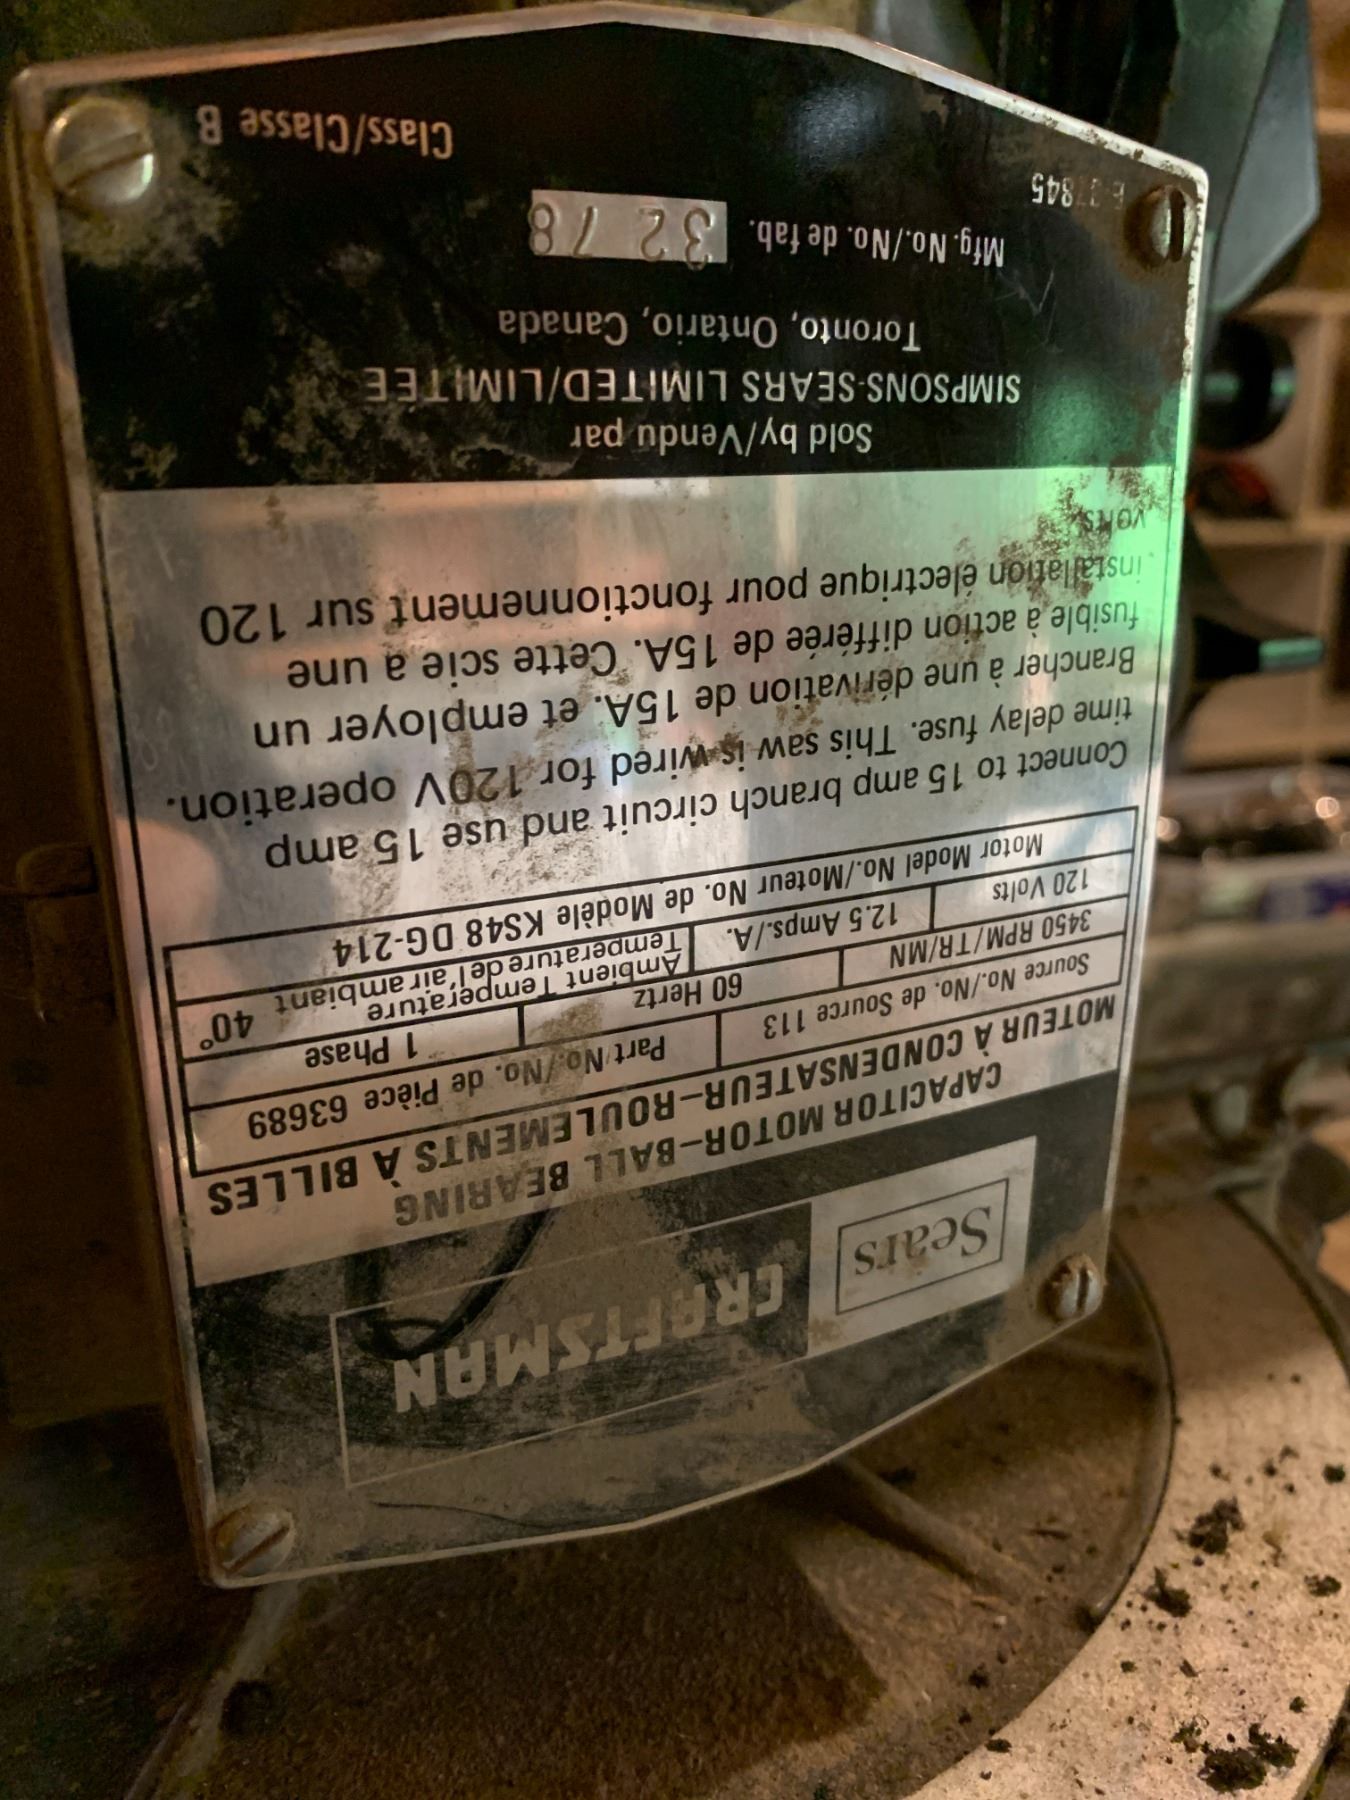 Sears
CRAFTSMAN
CAPACITOR MOTOR–BALL BEARING
MOTEUR À CONDENSATEUR–ROULEMENTS À BILLES
Source No./No. de Source 113
Part No./No. de Pièce 63689
3450 RPM/TR/MN
60 Hertz
1 Phase
120 Volts
12.5 Amps./A.
Ambient Temperature
Temperature de l'air ambiant 40°
Motor Model No./Moteur No. de Modèle KS48 DG-214
Connect to 15 amp branch circuit and use 15 amp
time delay fuse. This saw is wired for 120V operation.
Brancher à une dérivation de 15A. et employer un
fusible à action différée de 15A. Cette scie a une
installation électrique pour fonctionnement sur 120
volts.
Sold by/Vendu par
SIMPSONS-SEARS LIMITED/LIMITEE
Toronto, Ontario, Canada
Mfg. No./No. de fab. 32 78
Class/Classe B